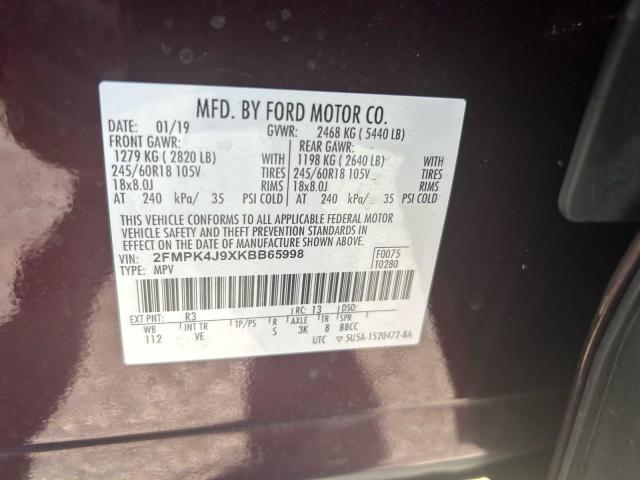 MFD. BY FORD MOTOR CO.
DATE: 01/19 GVWR: 2468 KG (5440 LB)
FRONT GAWR: REAR GAWR:
1279 KG (2820 LB) WITH 1198 KG (2640 LB) WITH
245/60R18 105V TIRES 245/60R18 105V TIRES
18x8.0J RIMS 18x8.0J RIMS
AT 240 kPa/ 35 PSI COLD AT 240 kPa/ 35 PSI COLD
THIS VEHICLE CONFORMS TO ALL APPLICABLE FEDERAL MOTOR
VEHICLE SAFETY AND THEFT PREVENTION STANDARDS IN
EFFECT ON THE DATE OF MANUFACTURE SHOWN ABOVE.
VIN: 2FMPK4J9XKBB65998 F0075
TYPE: MPV T0280
EXT PNT: R3 RC: 13
WB INT TR TP/PS R AXLE TR SPR
112 VE S 3K 8 BBCC
UTC ▽5U5A-1520472-BA